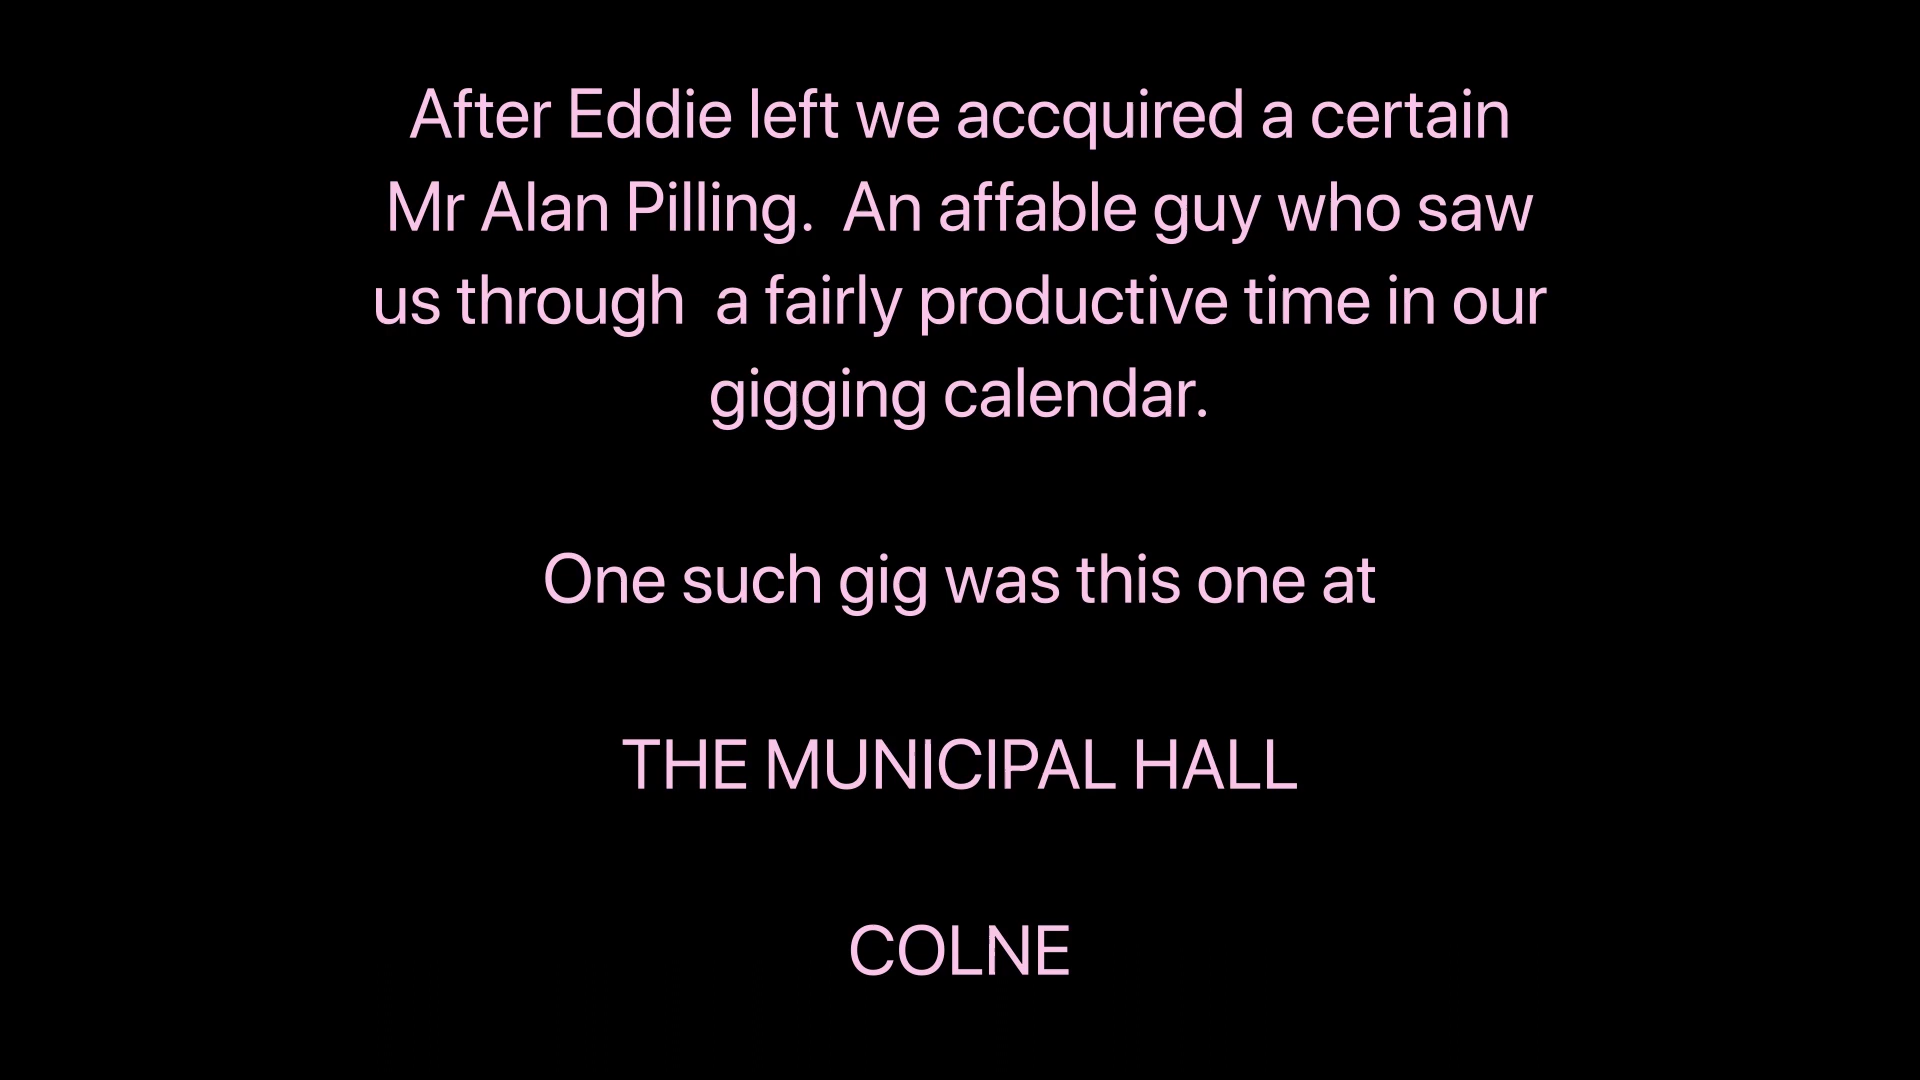 After Eddie left we accquired a certain
Mr Alan Pilling.  An affable guy who saw
us through  a fairly productive time in our
gigging calendar.
One such gig was this one at
THE MUNICIPAL HALL
COLNE